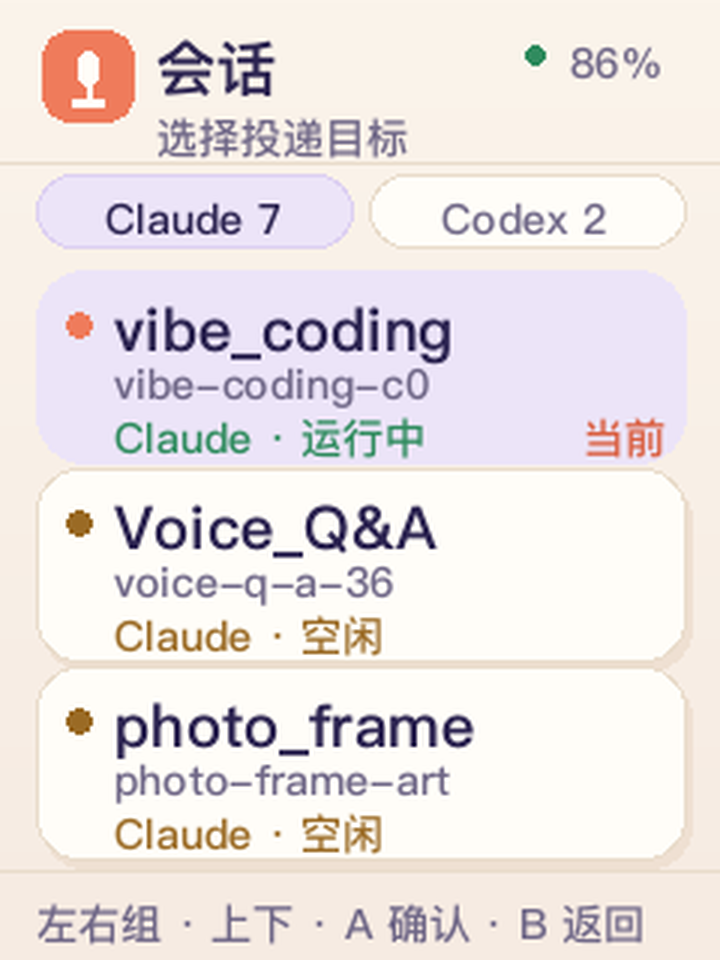 会话
86%
选择投递目标
Claude 7
Codex 2
vibe_coding
vibe-coding-c0
Claude · 运行中
当前
Voice_Q&A
voice-q-a-36
Claude · 空闲
photo_frame
photo-frame-art
Claude · 空闲
左右组 · 上下 · A 确认 · B 返回